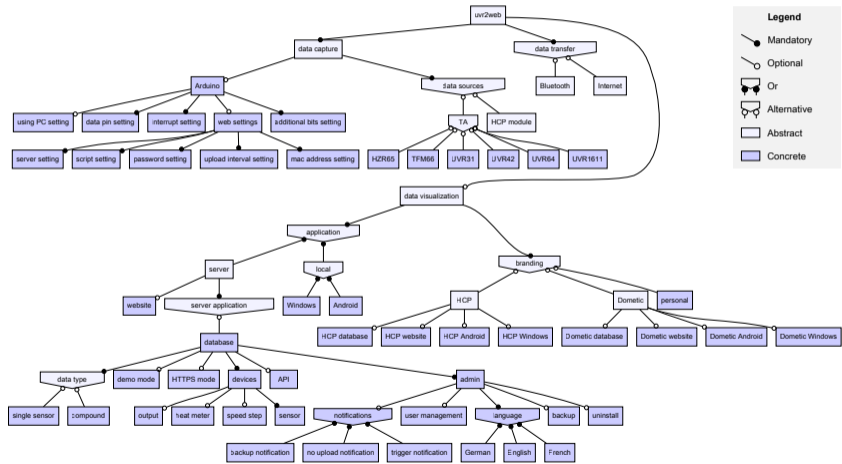 uvr2web
Legend
Mandatory
Optional
Or
Alternative
Abstract
Concrete
data capture
data transfer
Bluetooth
Internet
Arduino
data sources
using PC setting
data pin setting
interrupt setting
web settings
additional bits setting
TA
HCP module
server setting
script setting
password setting
upload interval setting
mac address setting
HZR65
TFM66
UVR31
UVR42
UVR64
UVR1611
data visualization
application
branding
server
local
website
server application
Windows
Android
HCP
Dometic
personal
HCP database
HCP website
HCP Android
HCP Windows
Dometic database
Dometic website
Dometic Android
Dometic Windows
database
data type
demo mode
HTTPS mode
devices
API
admin
single sensor
compound
output
heat meter
speed step
sensor
notifications
user management
language
backup
uninstall
backup notification
no upload notification
trigger notification
German
English
French